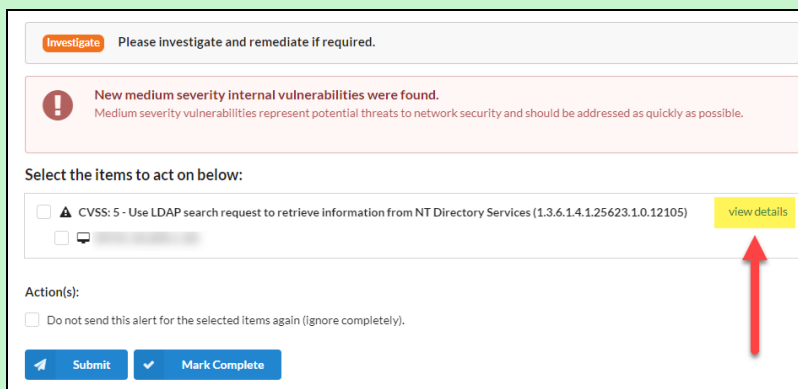 Investigate Please investigate and remediate if required.
New medium severity internal vulnerabilities were found.
Medium severity vulnerabilities represent potential threats to network security and should be addressed as quickly as possible.
Select the items to act on below:
CVSS: 5 - Use LDAP search request to retrieve information from NT Directory Services (1.3.6.1.4.1.25623.1.0.12105) view details
Action(s):
Do not send this alert for the selected items again (ignore completely).
Submit Mark Complete